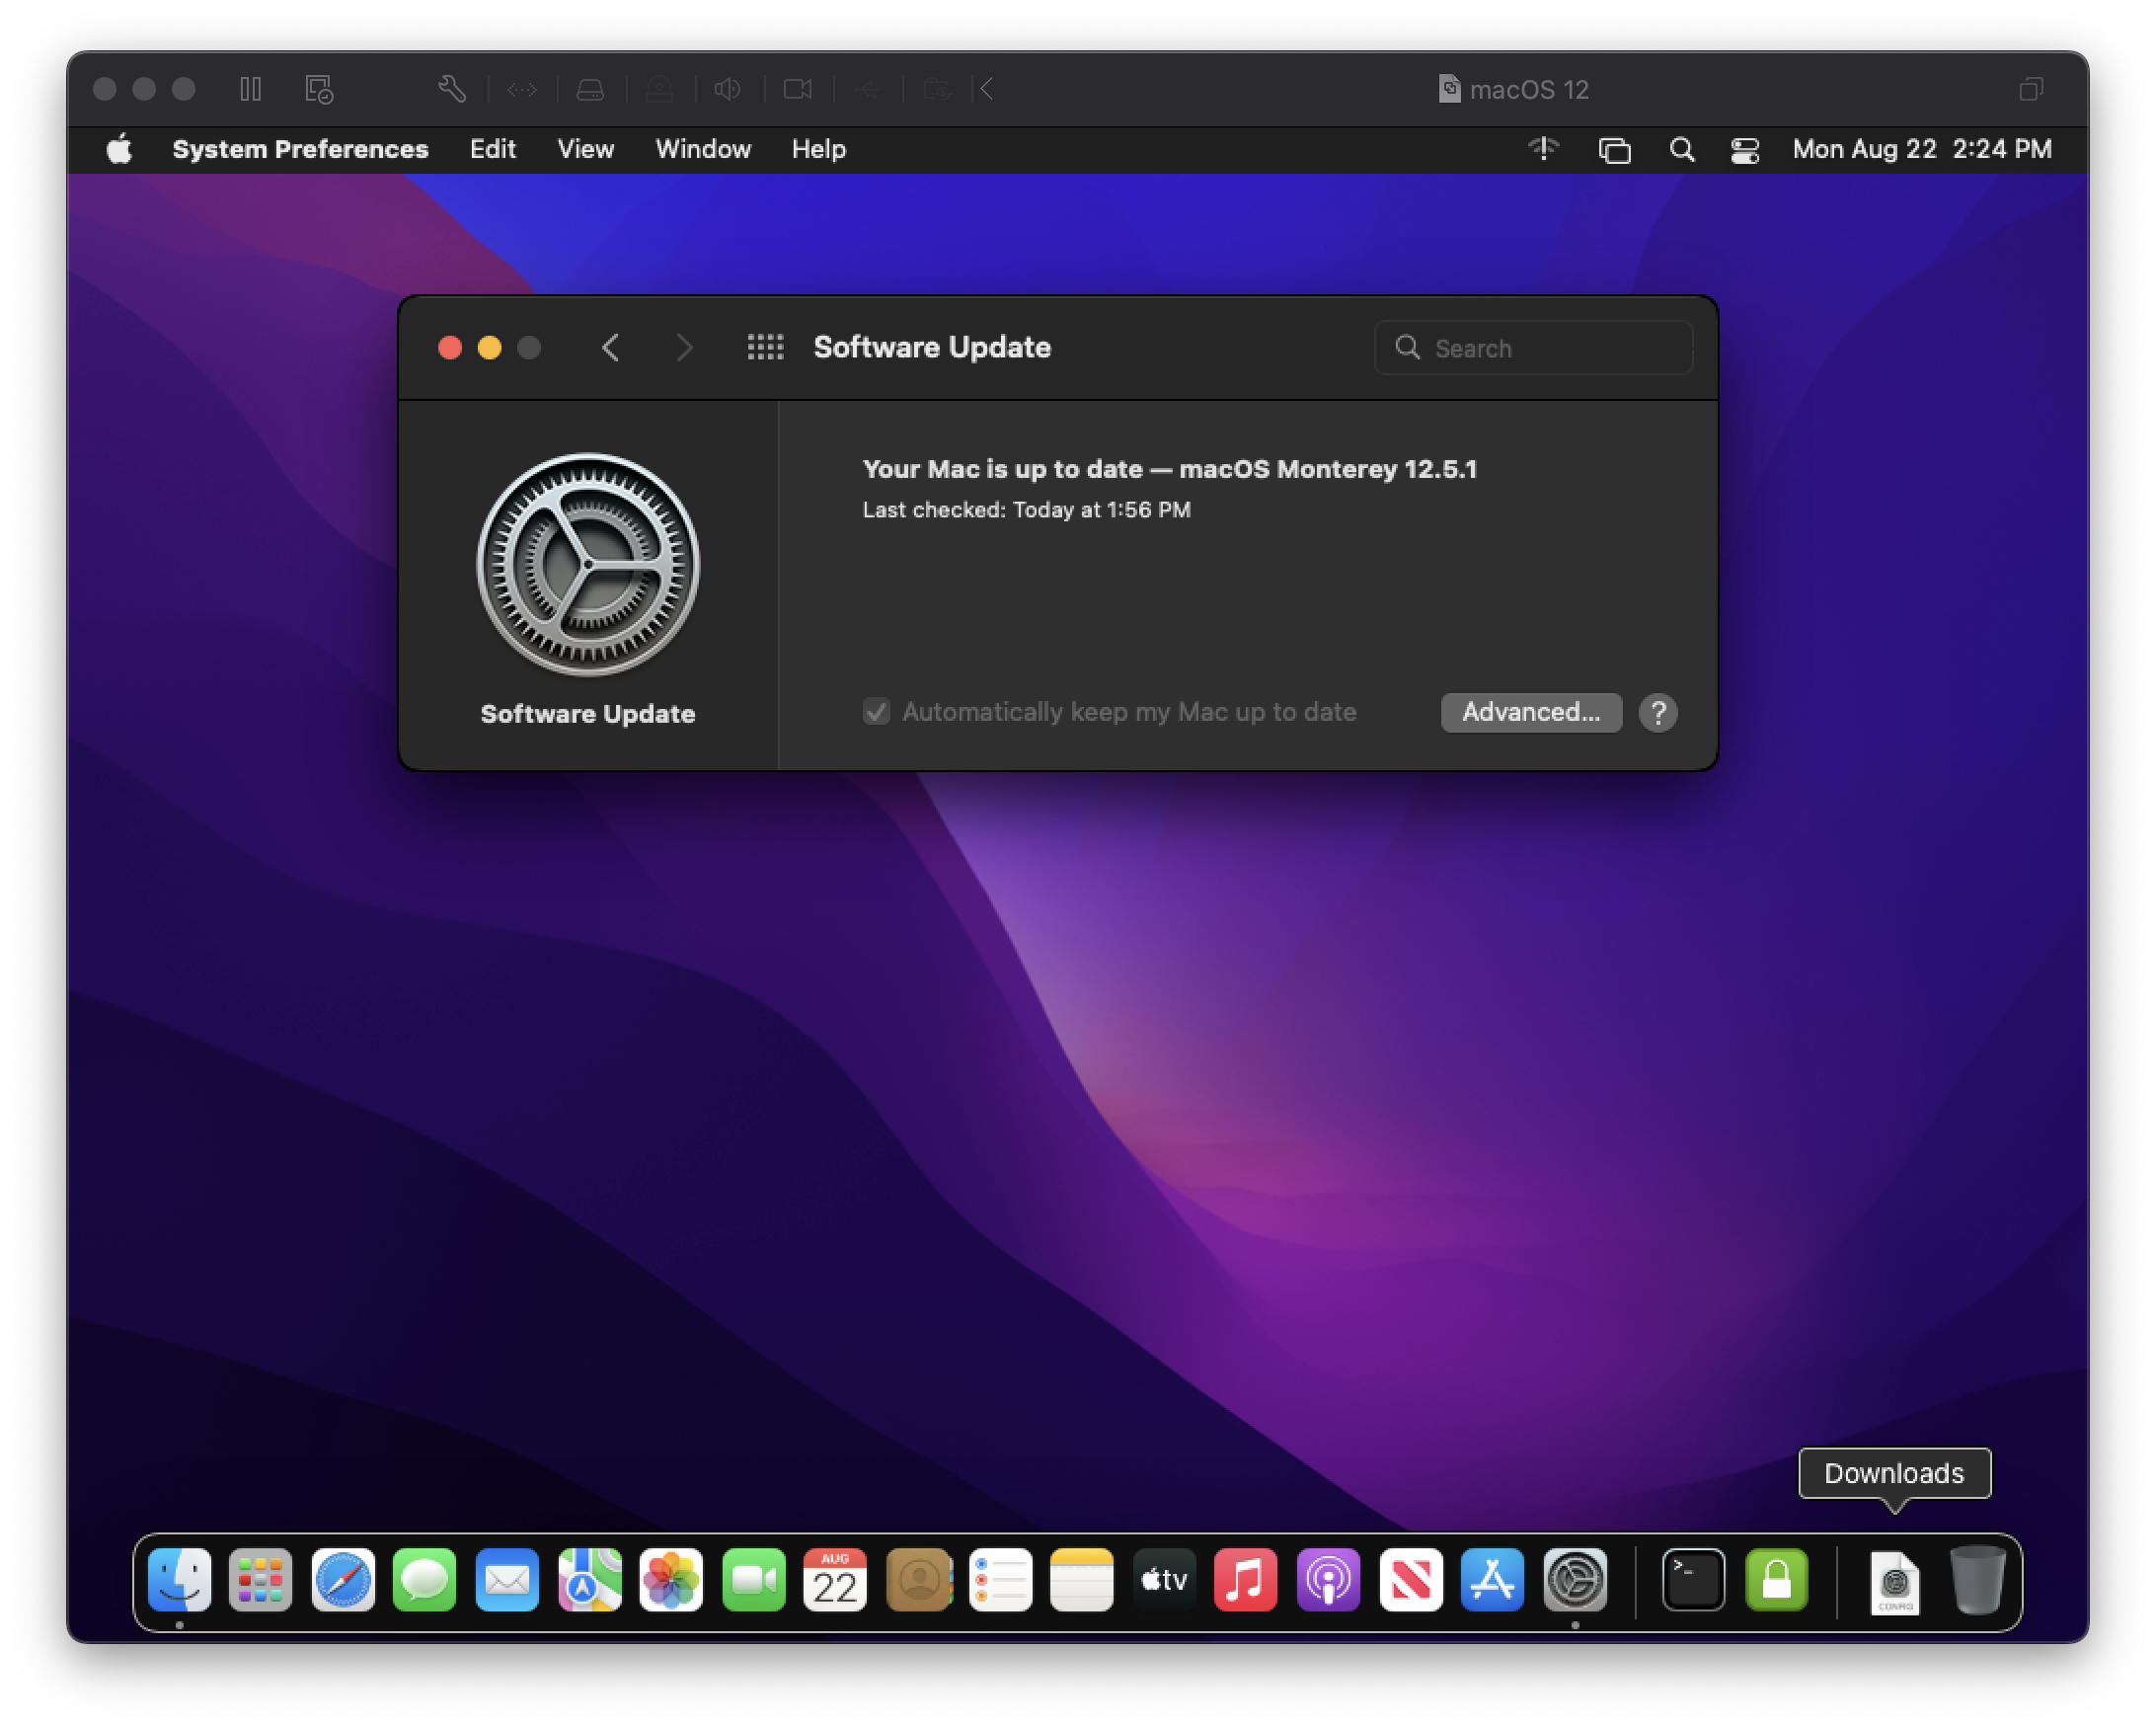 macOS 12
System Preferences Edit View Window Help Mon Aug 22 2:24 PM
Software Update
Search
Your Mac is up to date — macOS Monterey 12.5.1
Last checked: Today at 1:56 PM
Software Update
Automatically keep my Mac up to date Advanced... ?
Downloads
AUG
22
tv
>_
CONFIG